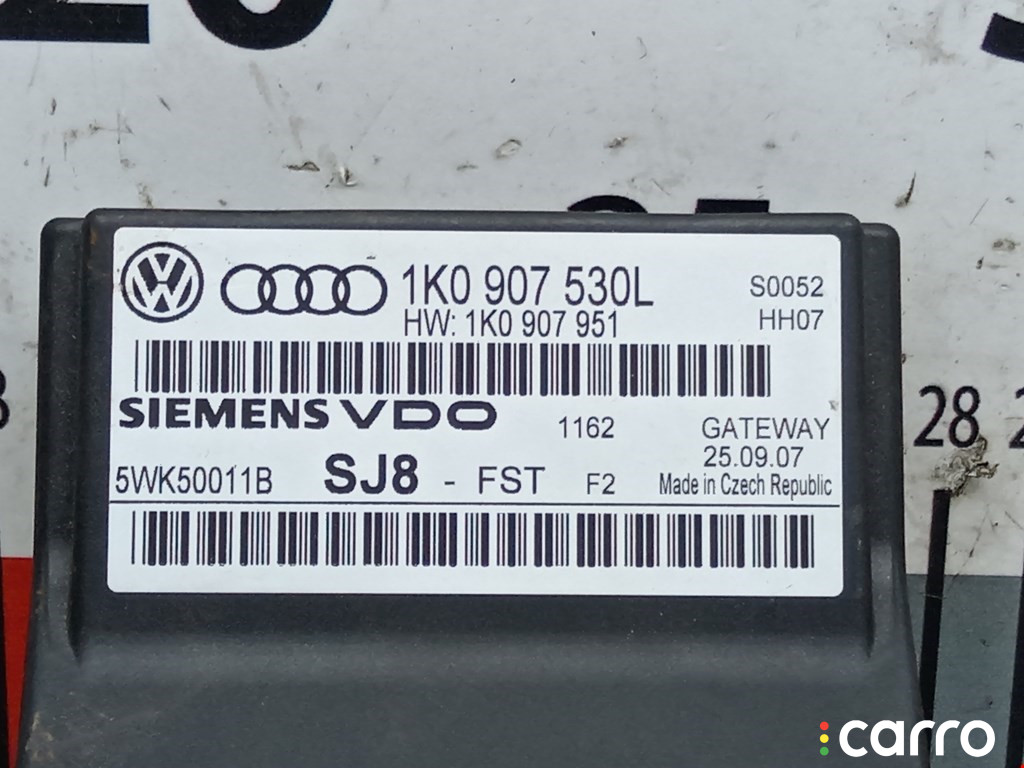 1K0 907 530L S0052
HW: 1K0 907 951 HH07
SIEMENS VDO 1162 GATEWAY
25.09.07
5WK50011B SJ8 - FST F2 Made in Czech Republic
28
carro